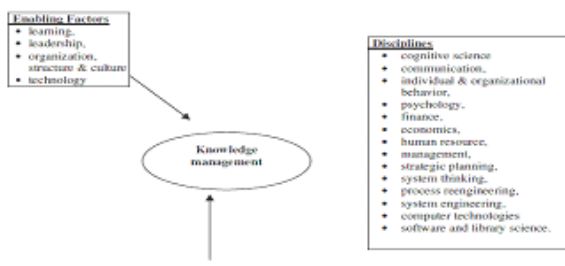 Enabling Factors
• learning,
• leadership,
• organization,
structure & culture
• technology
Knowledge
management
Disciplines
• cognitive science
• communication,
• individual & organizational
behavior,
• psychology,
• finance,
• economics,
• human resource,
• management,
• strategic planning,
• system thinking,
• process reengineering,
• system engineering,
• computer technologies
• software and library science.